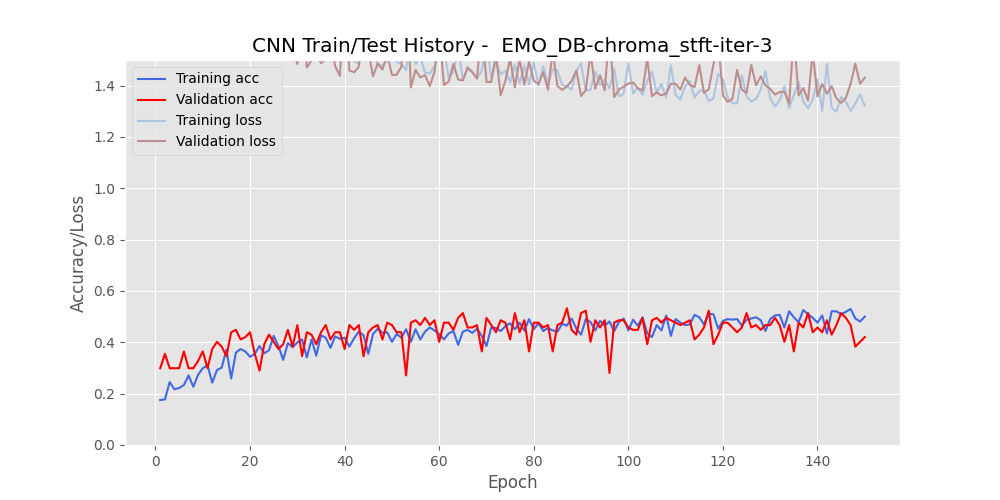 CNN Train/Test History -  EMO_DB-chroma_stft-iter-3
Training acc
Validation acc
Training loss
Validation loss
Accuracy/Loss
1.4
1.2
1.0
0.8
0.6
0.4
0.2
0.0
0 20 40 60 80 100 120 140
Epoch